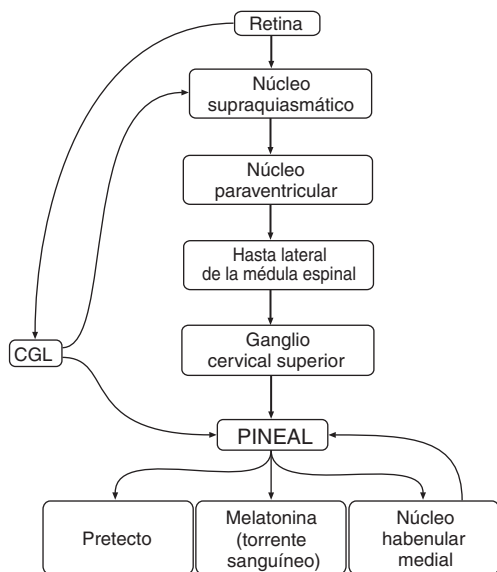 Retina
Núcleo
supraquiasmático
Núcleo
paraventricular
Hasta lateral
de la médula espinal
Ganglio
cervical superior
CGL
PINEAL
Pretecto
Melatonina
(torrente
sanguíneo)
Núcleo
habenular
medial